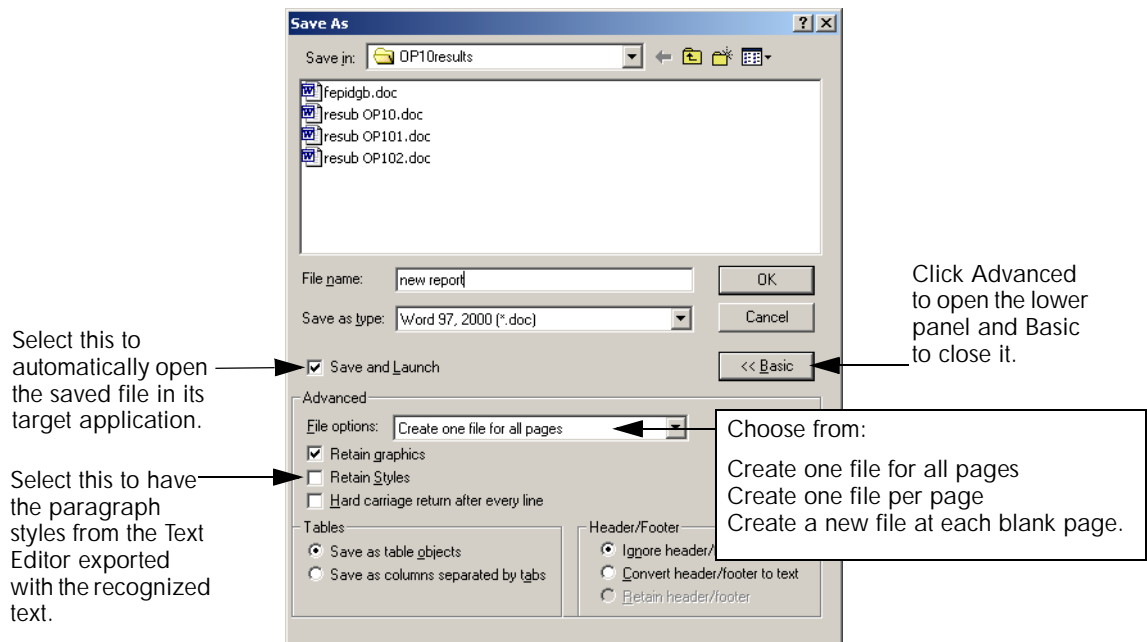 Save As
Save in: OP10results
fepidgb.doc
resub OP10.doc
resub OP101.doc
resub OP102.doc
File name: new report
OK
Save as type: Word 97, 2000 (*.doc)
Cancel
Save and Launch
<< Basic
Advanced
File options: Create one file for all pages
Retain graphics
Retain Styles
Hard carriage return after every line
Tables
Save as table objects
Save as columns separated by tabs
Header/Footer
Ignore header/
Convert header/footer to text
Retain header/footer
Select this to
automatically open
the saved file in its
target application.
Select this to have
the paragraph
styles from the Text
Editor exported
with the recognized
text.
Click Advanced
to open the lower
panel and Basic
to close it.
Choose from:
Create one file for all pages
Create one file per page
Create a new file at each blank page.